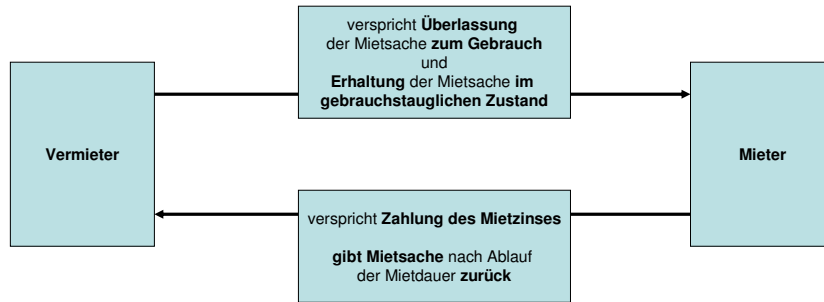 verspricht Überlassung
der Mietsache zum Gebrauch
und
Erhaltung der Mietsache im
gebrauchstauglichen Zustand
Vermieter
Mieter
verspricht Zahlung des Mietzinses
gibt Mietsache nach Ablauf
der Mietdauer zurück